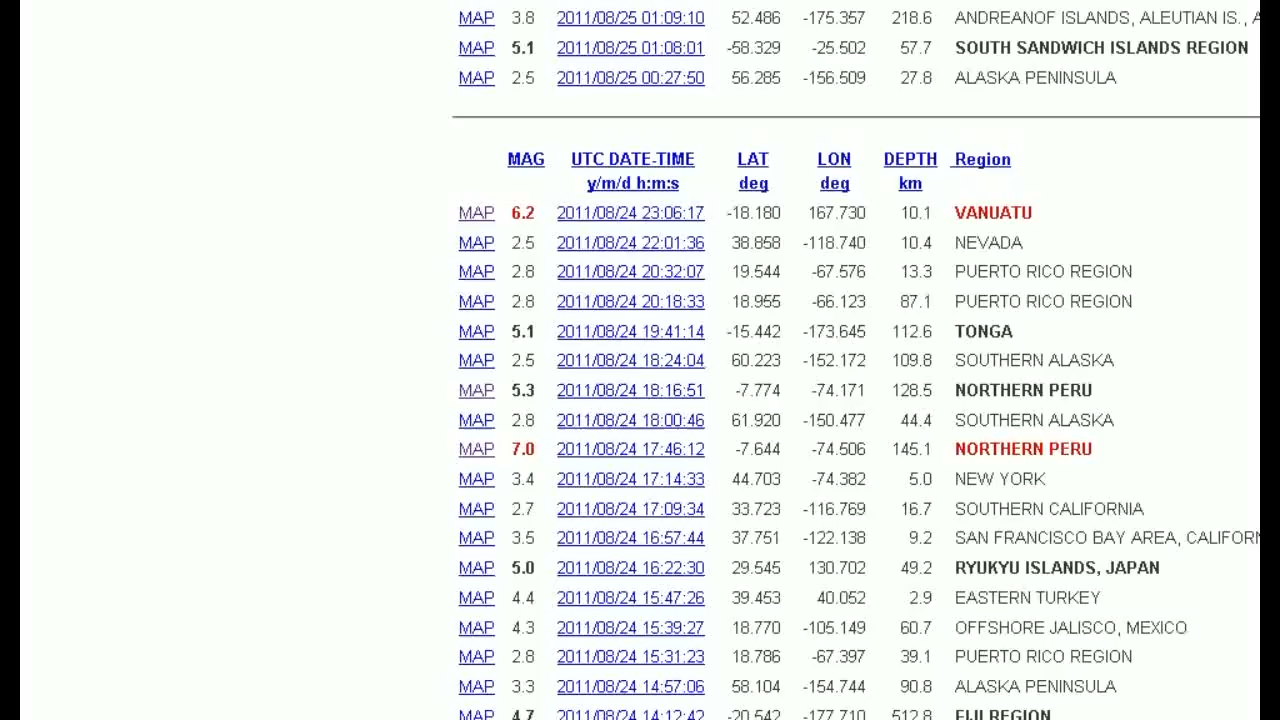 MAP 3.8 2011/08/25 01:09:10 52.486 -175.357 218.6 ANDREANOF ISLANDS, ALEUTIAN IS.,
MAP 5.1 2011/08/25 01:08:01 -58.329 -25.502 57.7 SOUTH SANDWICH ISLANDS REGION
MAP 2.5 2011/08/25 00:27:50 56.285 -156.509 27.8 ALASKA PENINSULA
MAG UTC DATE-TIME LAT LON DEPTH Region
y/m/d h:m:s deg deg km
MAP 6.2 2011/08/24 23:06:17 -18.180 167.730 10.1 VANUATU
MAP 2.5 2011/08/24 22:01:36 38.858 -118.740 10.4 NEVADA
MAP 2.8 2011/08/24 20:32:07 19.544 -67.576 13.3 PUERTO RICO REGION
MAP 2.8 2011/08/24 20:18:33 18.955 -66.123 87.1 PUERTO RICO REGION
MAP 5.1 2011/08/24 19:41:14 -15.442 -173.645 112.6 TONGA
MAP 2.5 2011/08/24 18:24:04 60.223 -152.172 109.8 SOUTHERN ALASKA
MAP 5.3 2011/08/24 18:16:51 -7.774 -74.171 128.5 NORTHERN PERU
MAP 2.8 2011/08/24 18:00:46 61.920 -150.477 44.4 SOUTHERN ALASKA
MAP 7.0 2011/08/24 17:46:12 -7.644 -74.506 145.1 NORTHERN PERU
MAP 3.4 2011/08/24 17:14:33 44.703 -74.382 5.0 NEW YORK
MAP 2.7 2011/08/24 17:09:34 33.723 -116.769 16.7 SOUTHERN CALIFORNIA
MAP 3.5 2011/08/24 16:57:44 37.751 -122.138 9.2 SAN FRANCISCO BAY AREA, CALIFORN
MAP 5.0 2011/08/24 16:22:30 29.545 130.702 49.2 RYUKYU ISLANDS, JAPAN
MAP 4.4 2011/08/24 15:47:26 39.453 40.052 2.9 EASTERN TURKEY
MAP 4.3 2011/08/24 15:39:27 18.770 -105.149 60.7 OFFSHORE JALISCO, MEXICO
MAP 2.8 2011/08/24 15:31:23 18.786 -67.397 39.1 PUERTO RICO REGION
MAP 3.3 2011/08/24 14:57:06 58.104 -154.744 90.8 ALASKA PENINSULA
MAP 4.7 2011/08/24 14:12:42 -20.542 -177.710 512.8 FIJI REGION